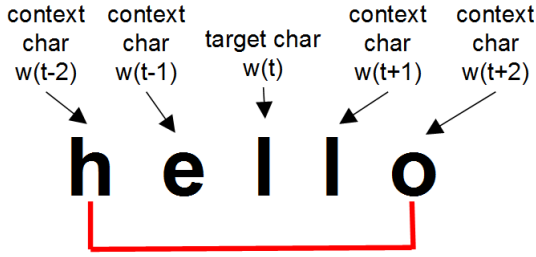 context char w(t-2)
context char w(t-1)
target char w(t)
context char w(t+1)
context char w(t+2)
h e l l o